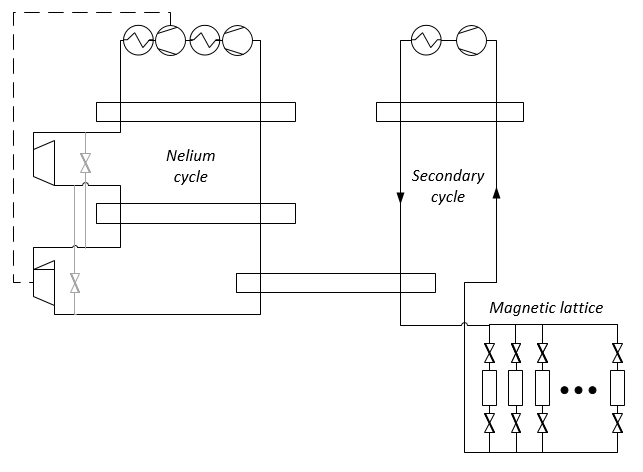 Nelium
cycle
Secondary
cycle
Magnetic lattice